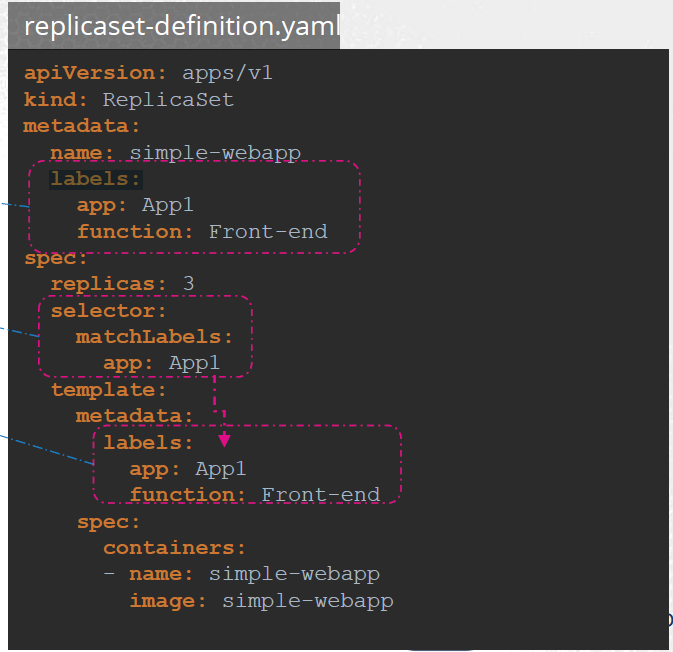 replicaset-definition.yaml
apiVersion: apps/v1
kind: ReplicaSet
metadata:
  name: simple-webapp
  labels:
    app: App1
    function: Front-end
spec:
  replicas: 3
  selector:
    matchLabels:
      app: App1
  template:
    metadata:
      labels:
        app: App1
        function: Front-end
    spec:
      containers:
      - name: simple-webapp
        image: simple-webapp